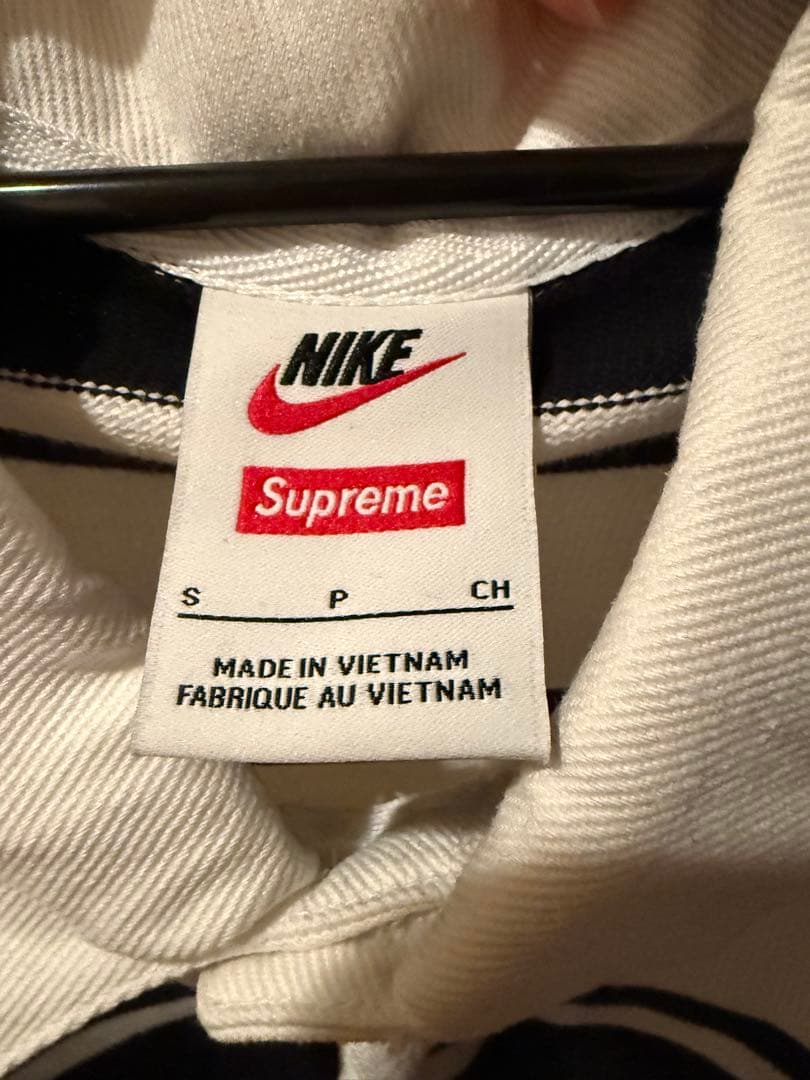 NIKE
Supreme
S P CH
MADE IN VIETNAM
FABRIQUE AU VIETNAM